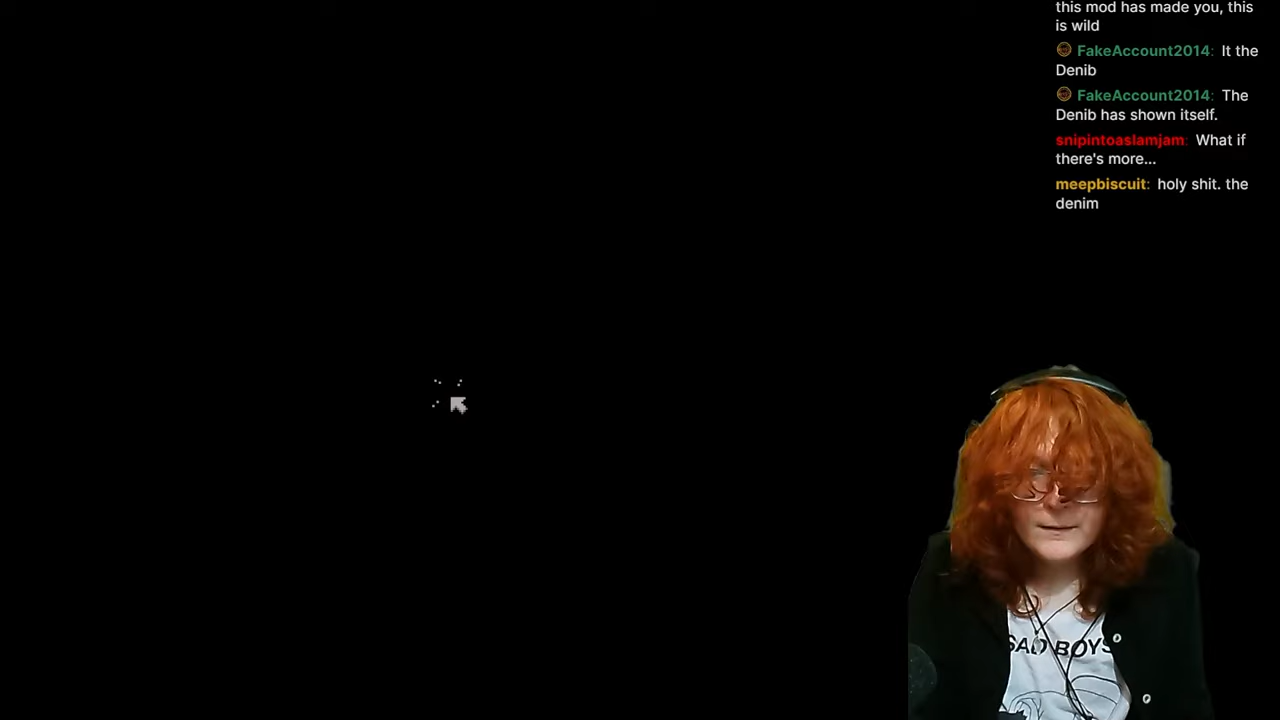 this mod has made you, this
is wild
FakeAccount2014: It the
Denib
FakeAccount2014: The
Denib has shown itself.
snipintoaslamjam: What if
there's more...
meepbiscuit: holy shit. the
denim
SAD BOYS